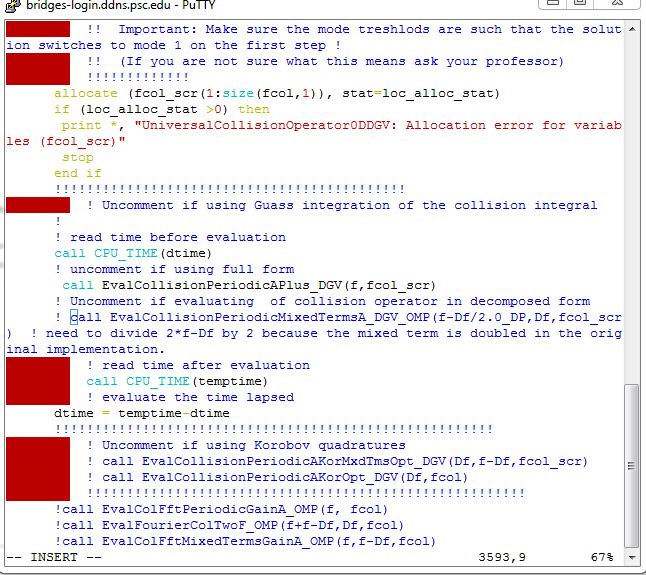 bridges-login.ddns.psc.edu - PuTTY
!!  Important: Make sure the mode treshlods are such that the solut
ion switches to mode 1 on the first step !
!!  (If you are not sure what this means ask your professor)
!!!!!!!!!!!!!
allocate (fcol_scr(1:size(fcol,1)), stat=loc_alloc_stat)
if (loc_alloc_stat >0) then
print *, "UniversalCollisionOperator0DDGV: Allocation error for variab
les (fcol_scr)"
stop
end if
!!!!!!!!!!!!!!!!!!!!!!!!!!!!!!!!!!!!!!!!!!!!!
! Uncomment if using Guass integration of the collision integral
!
! read time before evaluation
call CPU_TIME(dtime)
! uncomment if using full form
call EvalCollisionPeriodicAPlus_DGV(f,fcol_scr)
! Uncomment if evaluating  of collision operator in decomposed form
! call EvalCollisionPeriodicMixedTermsA_DGV_OMP(f-Df/2.0_DP,Df,fcol_scr
)  ! need to divide 2*f-Df by 2 because the mixed term is doubled in the orig
inal implementation.
! read time after evaluation
call CPU_TIME(temptime)
! evaluate the time lapsed
dtime = temptime-dtime
!!!!!!!!!!!!!!!!!!!!!!!!!!!!!!!!!!!!!!!!!!!!!!!!!!!!!!!!
! Uncomment if using Korobov quadratures
! call EvalCollisionPeriodicAKorMxdTmsOpt_DGV(Df,f-Df,fcol_scr)
! call EvalCollisionPeriodicAKorOpt_DGV(Df,fcol)
!!!!!!!!!!!!!!!!!!!!!!!!!!!!!!!!!!!!!!!!!!!!!!!!!!!!!!!!
!call EvalColFftPeriodicGainA_OMP(f, fcol)
!call EvalFourierColTwoF_OMP(f+f-Df,Df,fcol)
!call EvalColFftMixedTermsGainA_OMP(f,f-Df,fcol)
-- INSERT --                                               3593,9        67%